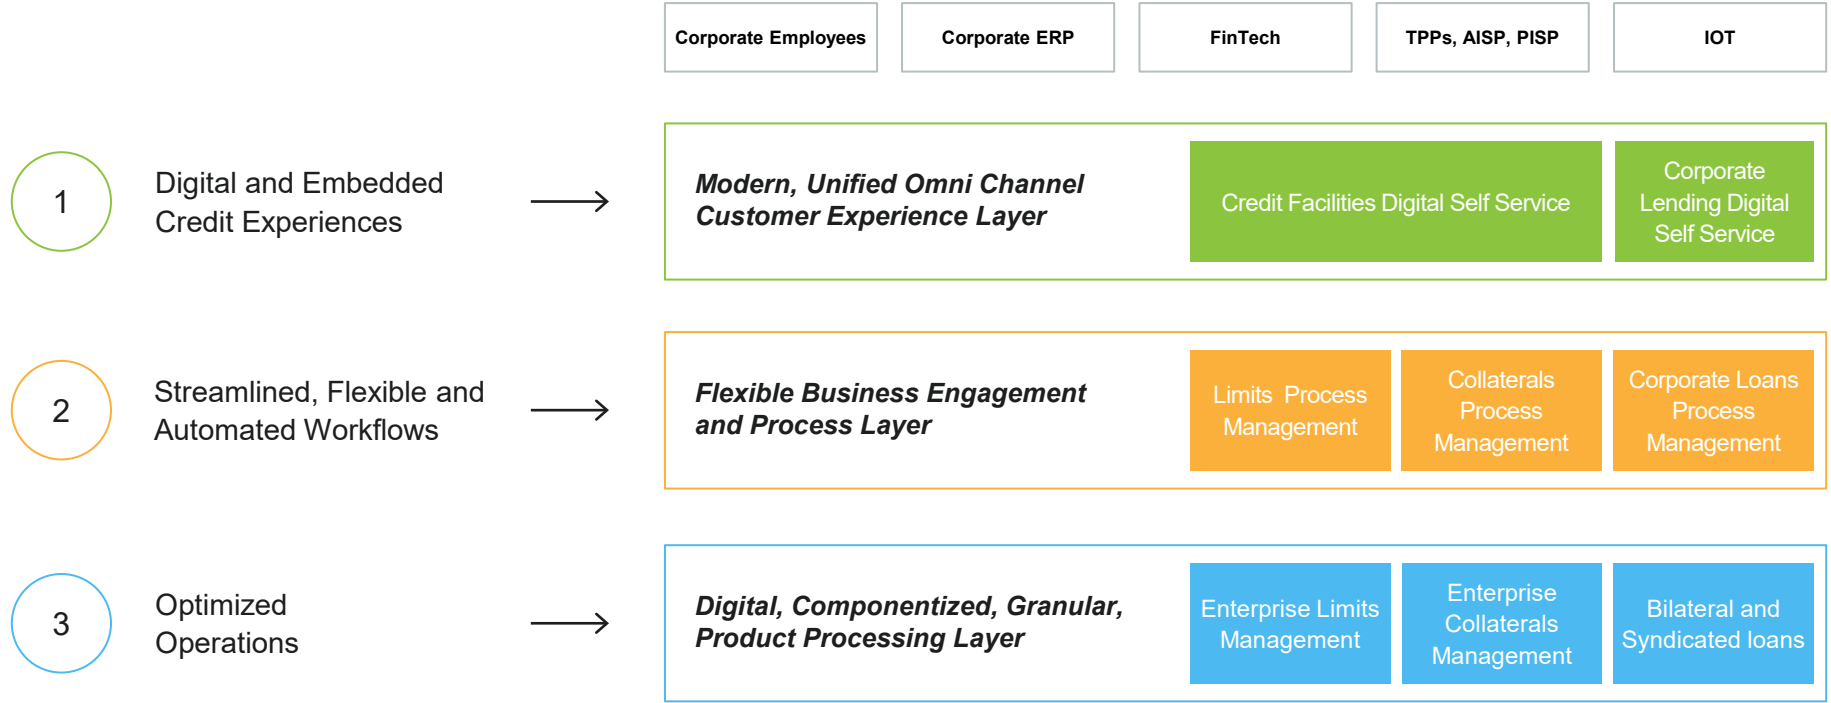 Corporate Employees
Corporate ERP
FinTech
TPPs, AISP, PISP
IOT
1
Digital and Embedded
Credit Experiences
Modern, Unified Omni Channel
Customer Experience Layer
Credit Facilities Digital Self Service
Corporate
Lending Digital
Self Service
2
Streamlined, Flexible and
Automated Workflows
Flexible Business Engagement
and Process Layer
Limits Process
Management
Collaterals
Process
Management
Corporate Loans
Process
Management
3
Optimized
Operations
Digital, Componentized, Granular,
Product Processing Layer
Enterprise Limits
Management
Enterprise
Collaterals
Management
Bilateral and
Syndicated loans